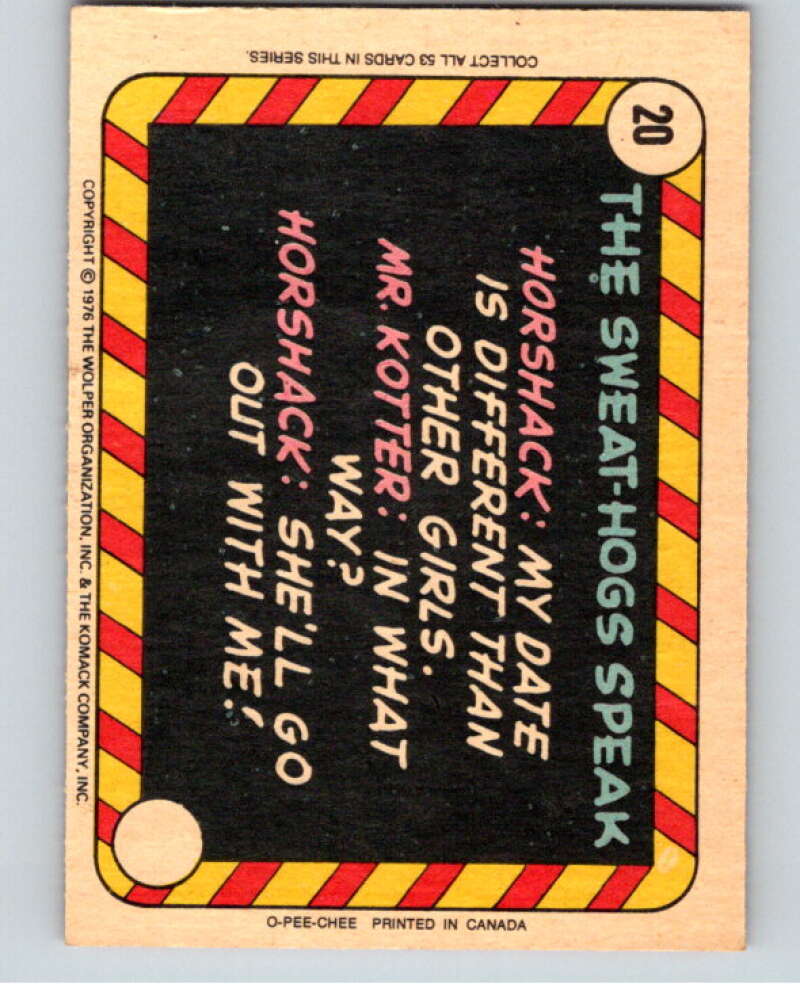 20
THE SWEAT-HOGS SPEAK
HORSHACK: MY DATE
IS DIFFERENT THAN
OTHER GIRLS.
MR. KOTTER: IN WHAT
WAY?
HORSHACK: SHE'LL GO
OUT WITH ME!
COPYRIGHT © 1976 THE WOLPER ORGANIZATION, INC. & THE KOMACK COMPANY, INC.
COLLECT ALL 53 CARDS IN THIS SERIES.
O-PEE-CHEE PRINTED IN CANADA